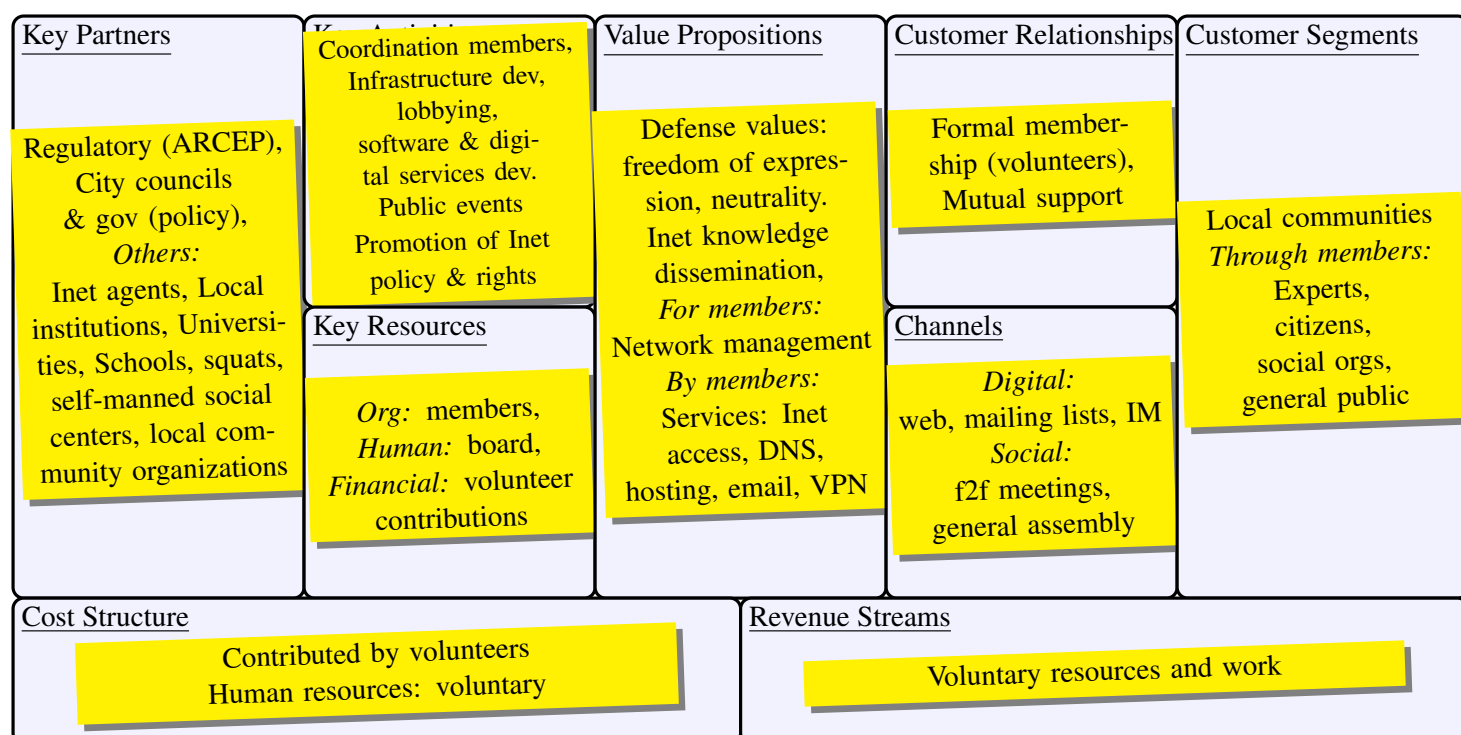 Key Partners
Regulatory (ARCEP),
City councils
& gov (policy),
Others:
Inet agents, Local
institutions, Universi-
ties, Schools, squats,
self-manned social
centers, local com-
munity organizations
Coordination members,
Infrastructure dev,
lobbying,
software & digi-
tal services dev.
Public events
Promotion of Inet
policy & rights
Key Resources
Org: members,
Human: board,
Financial: volunteer
contributions
Value Propositions
Defense values:
freedom of expres-
sion, neutrality.
Inet knowledge
dissemination,
For members:
Network management
By members:
Services: Inet
access, DNS,
hosting, email, VPN
Customer Relationships
Formal member-
ship (volunteers),
Mutual support
Channels
Digital:
web, mailing lists, IM
Social:
f2f meetings,
general assembly
Customer Segments
Local communities
Through members:
Experts,
citizens,
social orgs,
general public
Cost Structure
Contributed by volunteers
Human resources: voluntary
Revenue Streams
Voluntary resources and work